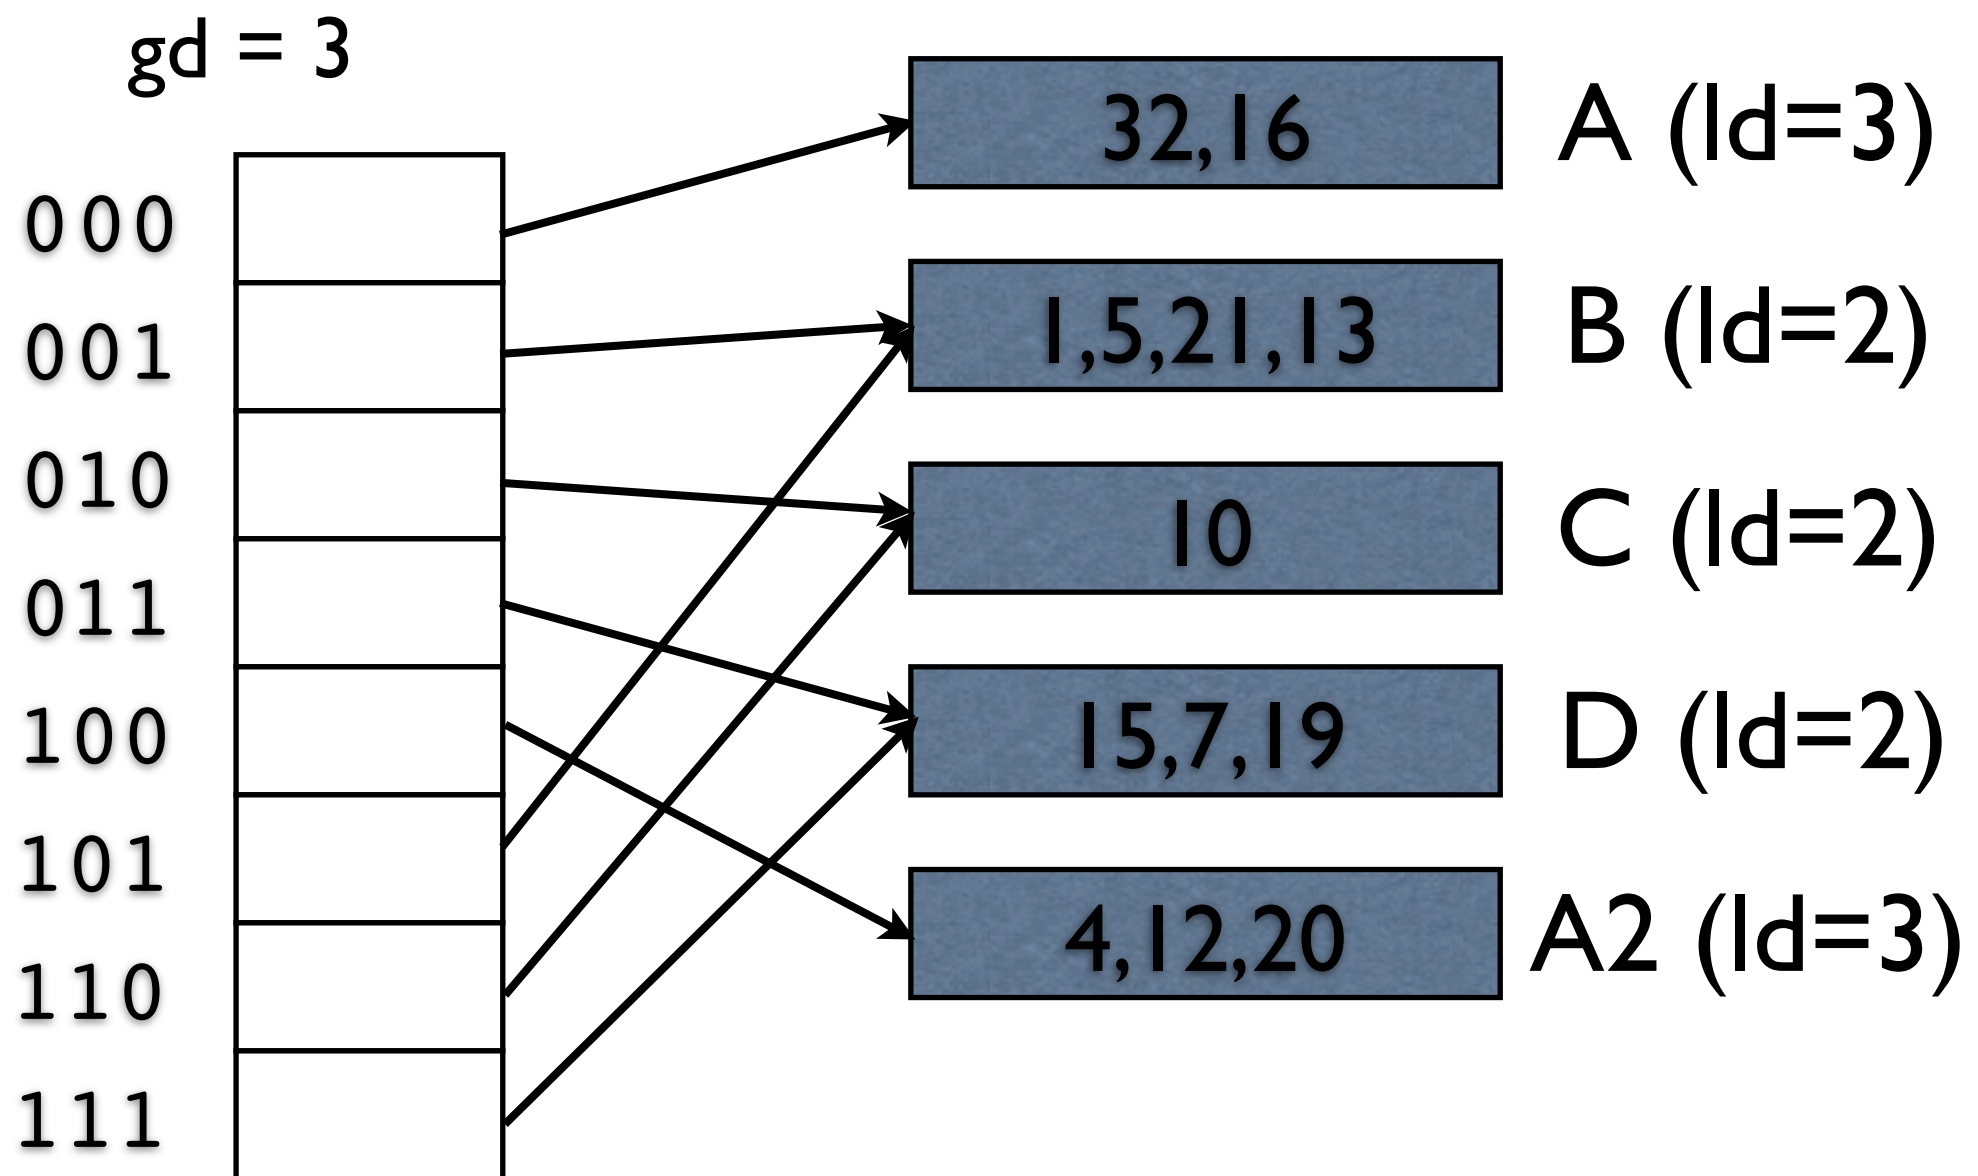 gd = 3
32,16 A (ld=3)
000
1,5,21,13 B (ld=2)
001
010
10 C (ld=2)
011
15,7,19 D (ld=2)
100
101
4,12,20 A2 (ld=3)
110
111